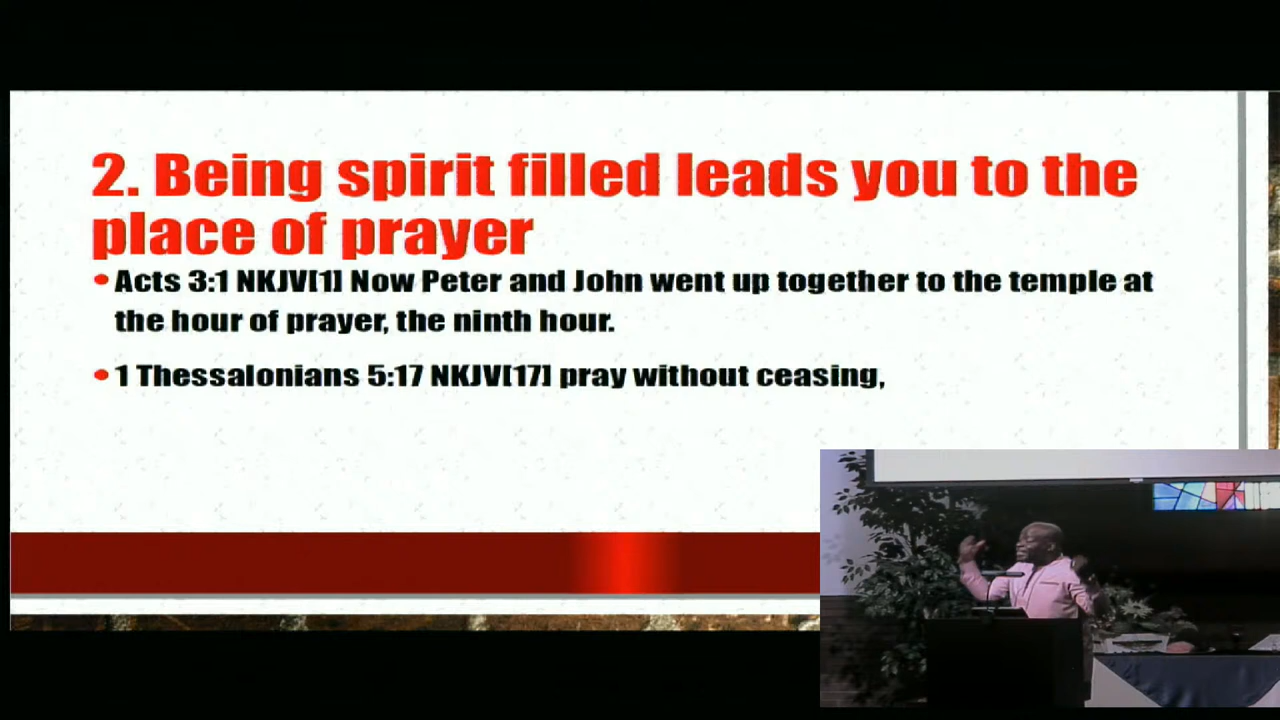 2. Being spirit filled leads you to the
place of prayer
• Acts 3:1 NKJV[1] Now Peter and John went up together to the temple at
the hour of prayer, the ninth hour.
• 1 Thessalonians 5:17 NKJV[17] pray without ceasing,